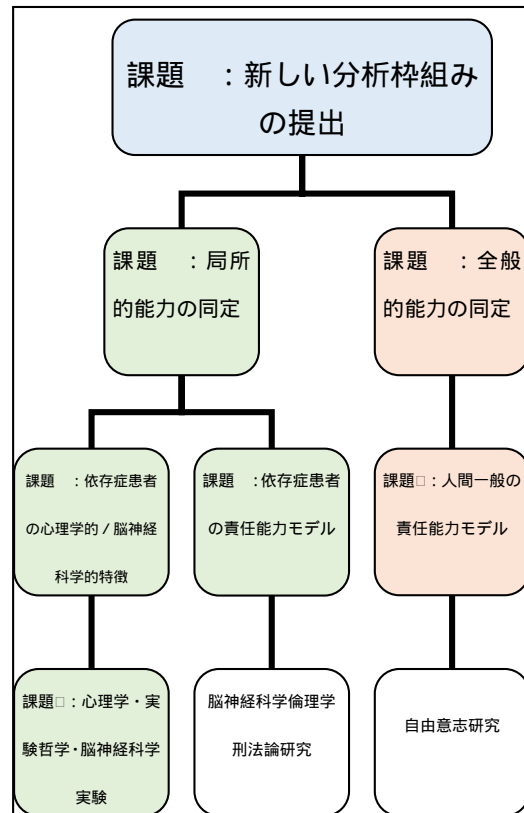 課題　：新しい分析枠組み
の提出
課題　：局所
的能力の同定
課題　：全般
的能力の同定
課題　：依存症患者
の心理学的/脳神経
科学的特徴
課題　：依存症患者
の責任能力モデル
課題□：人間一般の
責任能力モデル
課題□：心理学・実
験哲学・脳神経科学
実験
脳神経科学倫理学
刑法論研究
自由意志研究